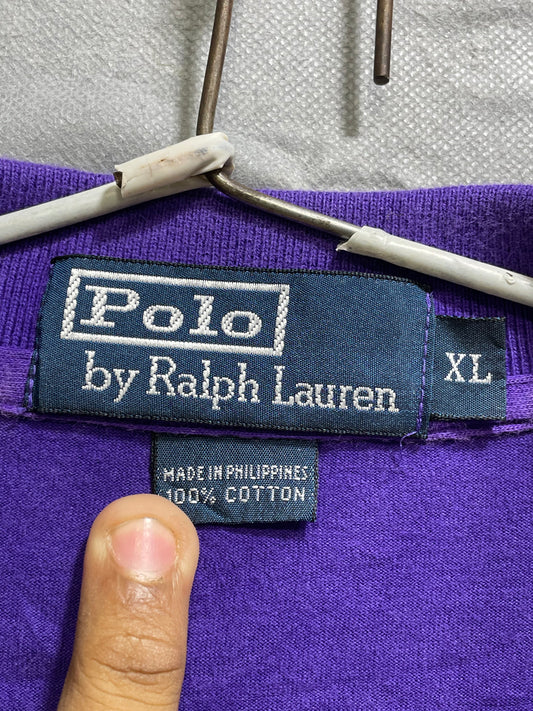 Polo
by Ralph Lauren
XL
MADE IN PHILIPPINES
100% COTTON